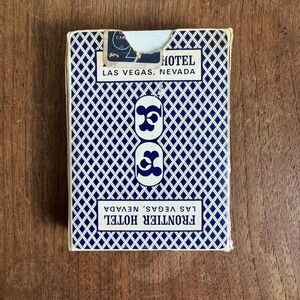 HOTEL
LAS VEGAS, NEVADA
F
F
FRONTIER HOTEL
LAS VEGAS, NEVADA